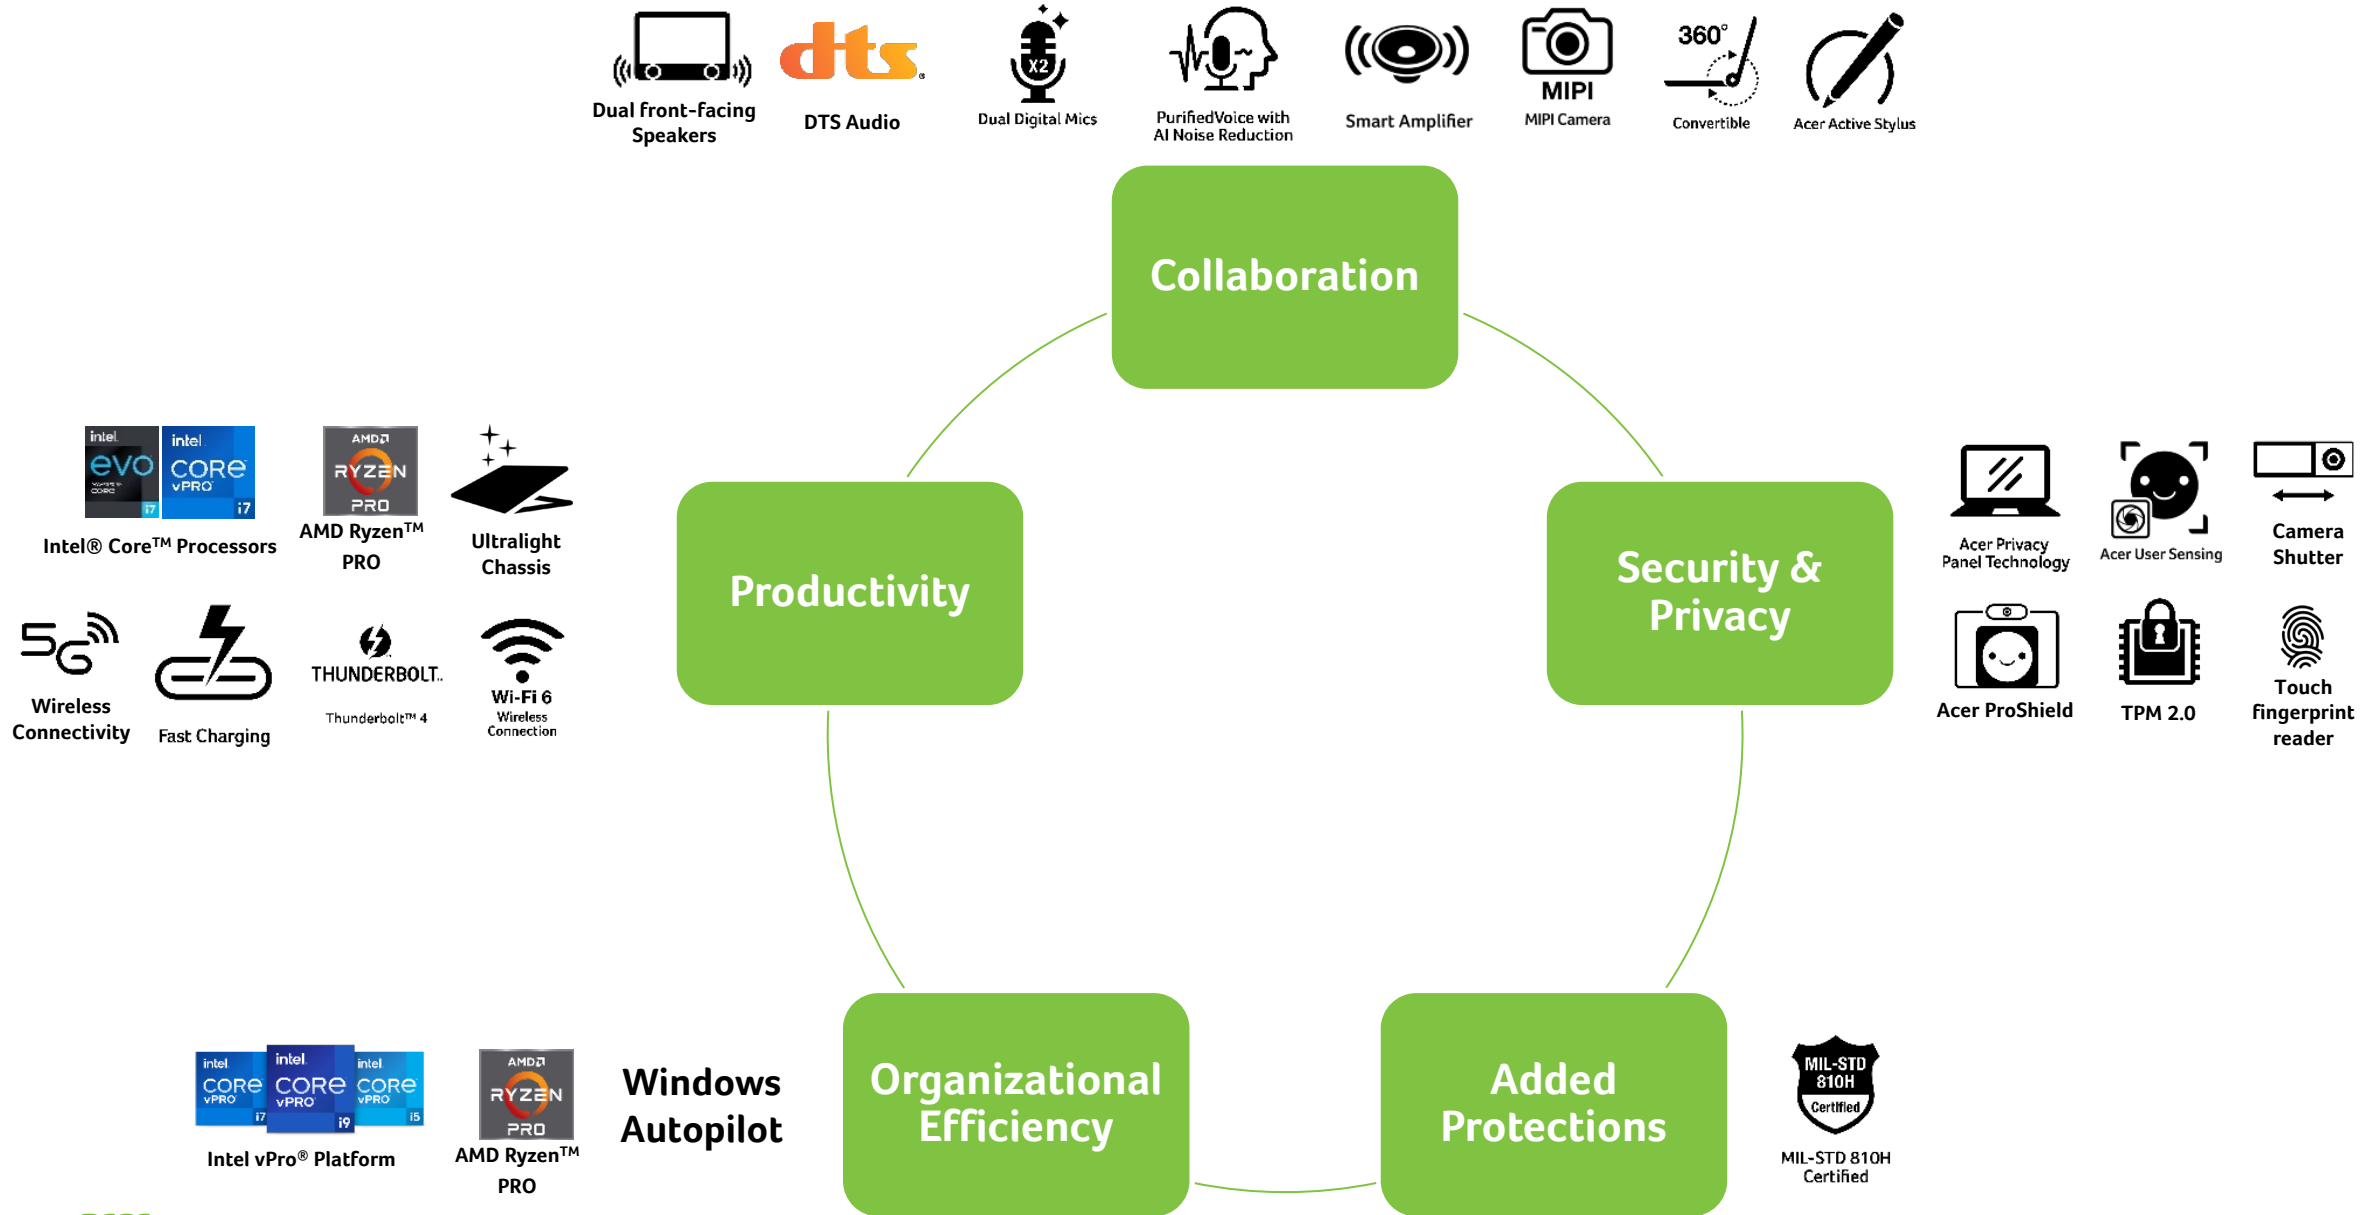 dts
X2
MIPI
360°
Dual front-facing
Speakers
DTS Audio
Dual Digital Mics
PurifiedVoice with
AI Noise Reduction
Smart Amplifier
MIPI Camera
Convertible
Acer Active Stylus
Collaboration
intel
evo
CORE
i7
intel
CORE
vPRO
i7
AMD
RYZEN
PRO
Intel® Core™ Processors
AMD Ryzen™
PRO
Ultralight
Chassis
5G
Wireless
Connectivity
Fast Charging
THUNDERBOLT™
Thunderbolt™ 4
Wi-Fi 6
Wireless
Connection
Productivity
Security &
Privacy
Acer Privacy
Panel Technology
Acer User Sensing
Camera
Shutter
Acer ProShield
TPM 2.0
Touch
fingerprint
reader
intel
CORE
vPRO
i7
intel
CORE
vPRO
i9
intel
CORE
vPRO
i5
Intel vPro® Platform
AMD
RYZEN
PRO
AMD Ryzen™
PRO
Windows
Autopilot
Organizational
Efficiency
Added
Protections
MIL-STD
810H
Certified
MIL-STD 810H
Certified